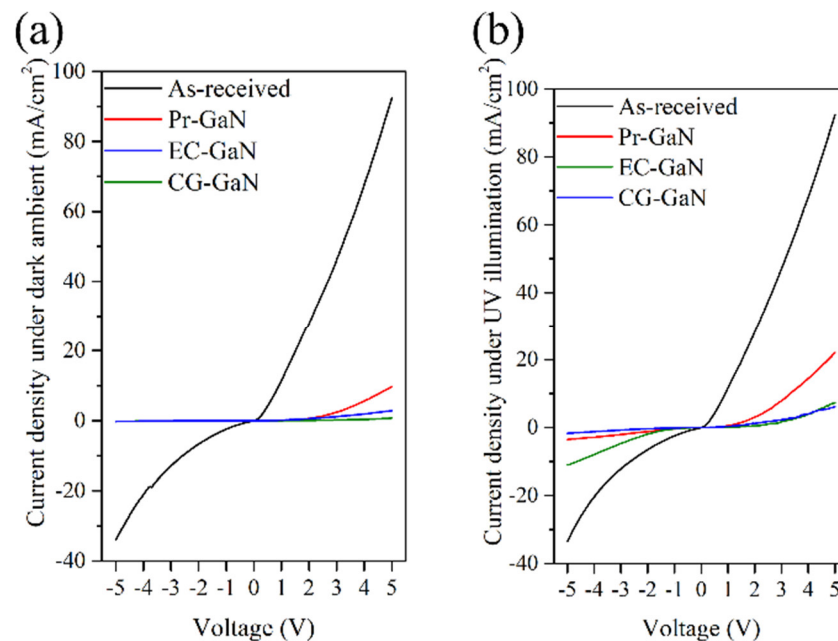 (a)
Current density under dark ambient (mA/cm²)
100
80
60
40
20
0
-20
-40
As-received
Pr-GaN
EC-GaN
CG-GaN
-5 -4 -3 -2 -1 0 1 2 3 4 5
Voltage (V)
(b)
Current density under UV illumination (mA/cm²)
100
80
60
40
20
0
-20
-40
As-received
Pr-GaN
EC-GaN
CG-GaN
-5 -4 -3 -2 -1 0 1 2 3 4 5
Voltage (V)